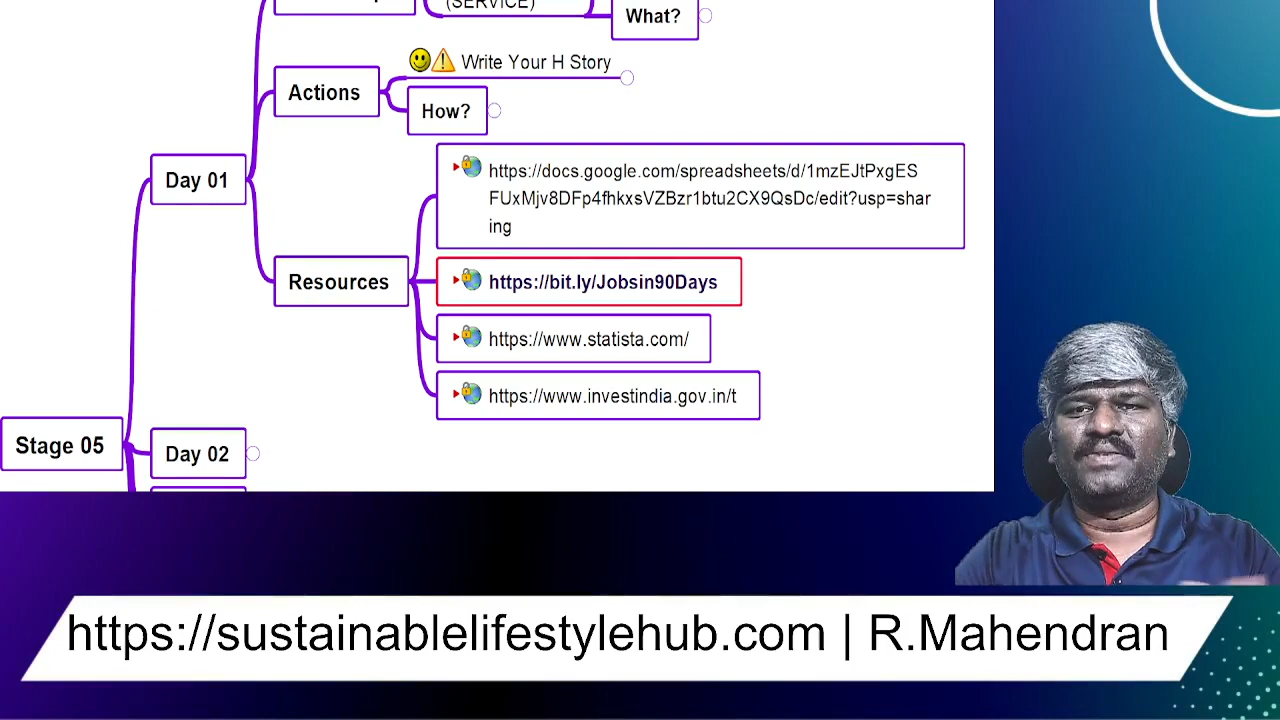 (SERVICE)
What?
Write Your H Story
Actions
How?
https://docs.google.com/spreadsheets/d/1mzEJtPxgES
FUxMjv8DFp4fhkxsVZBzr1btu2CX9QsDc/edit?usp=shar
ing
Day 01
Resources
https://bit.ly/Jobsin90Days
https://www.statista.com/
https://www.investindia.gov.in/t
Stage 05
Day 02
https://sustainablelifestylehub.com | R.Mahendran